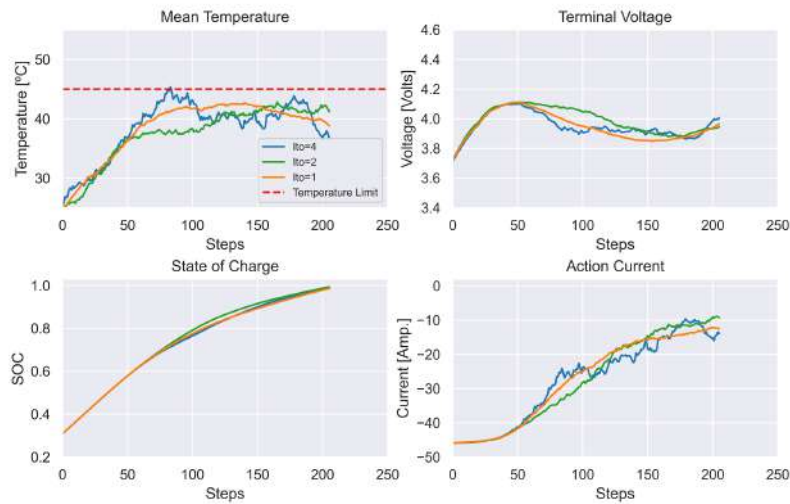 Mean Temperature
Terminal Voltage
Temperature [ºC]
50
40
30
Ito=4
Ito=2
Ito=1
Temperature Limit
0 50 100 150 200 250
Steps
Voltage [Volts]
4.6
4.4
4.2
4.0
3.8
3.6
3.4
0 50 100 150 200 250
Steps
State of Charge
Action Current
SOC
1.0
0.8
0.6
0.4
0.2
0 50 100 150 200 250
Steps
Current [Amp.]
0
−10
−20
−30
−40
−50
0 50 100 150 200 250
Steps